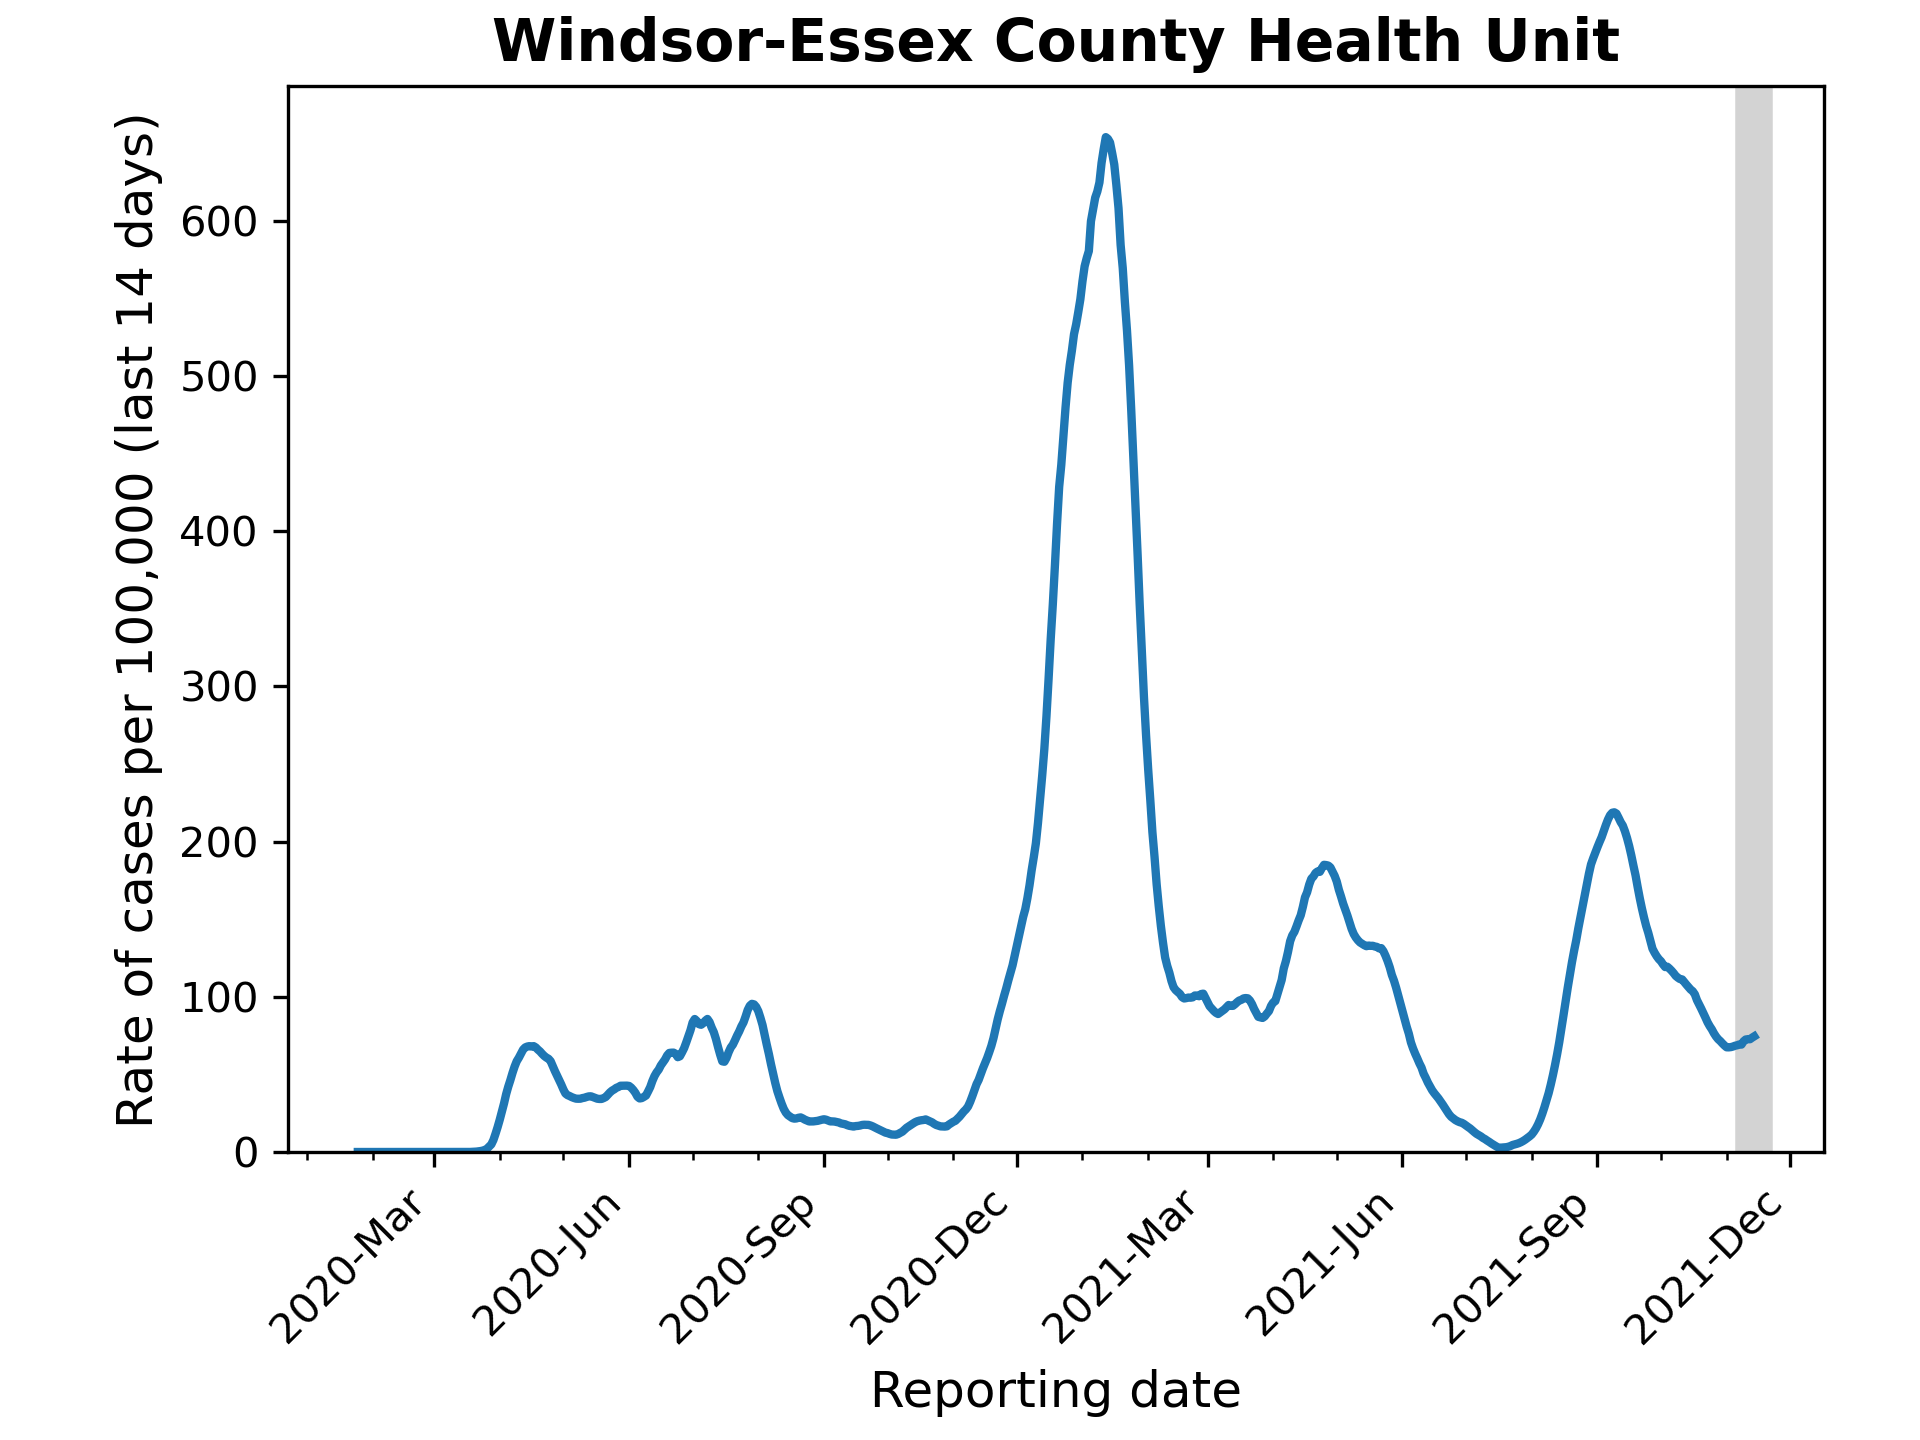 Windsor-Essex County Health Unit
Rate of cases per 100,000 (last 14 days)
600
500
400
300
200
100
0
2020-Mar
2020-Jun
2020-Sep
2020-Dec
2021-Mar
2021-Jun
2021-Sep
2021-Dec
Reporting date